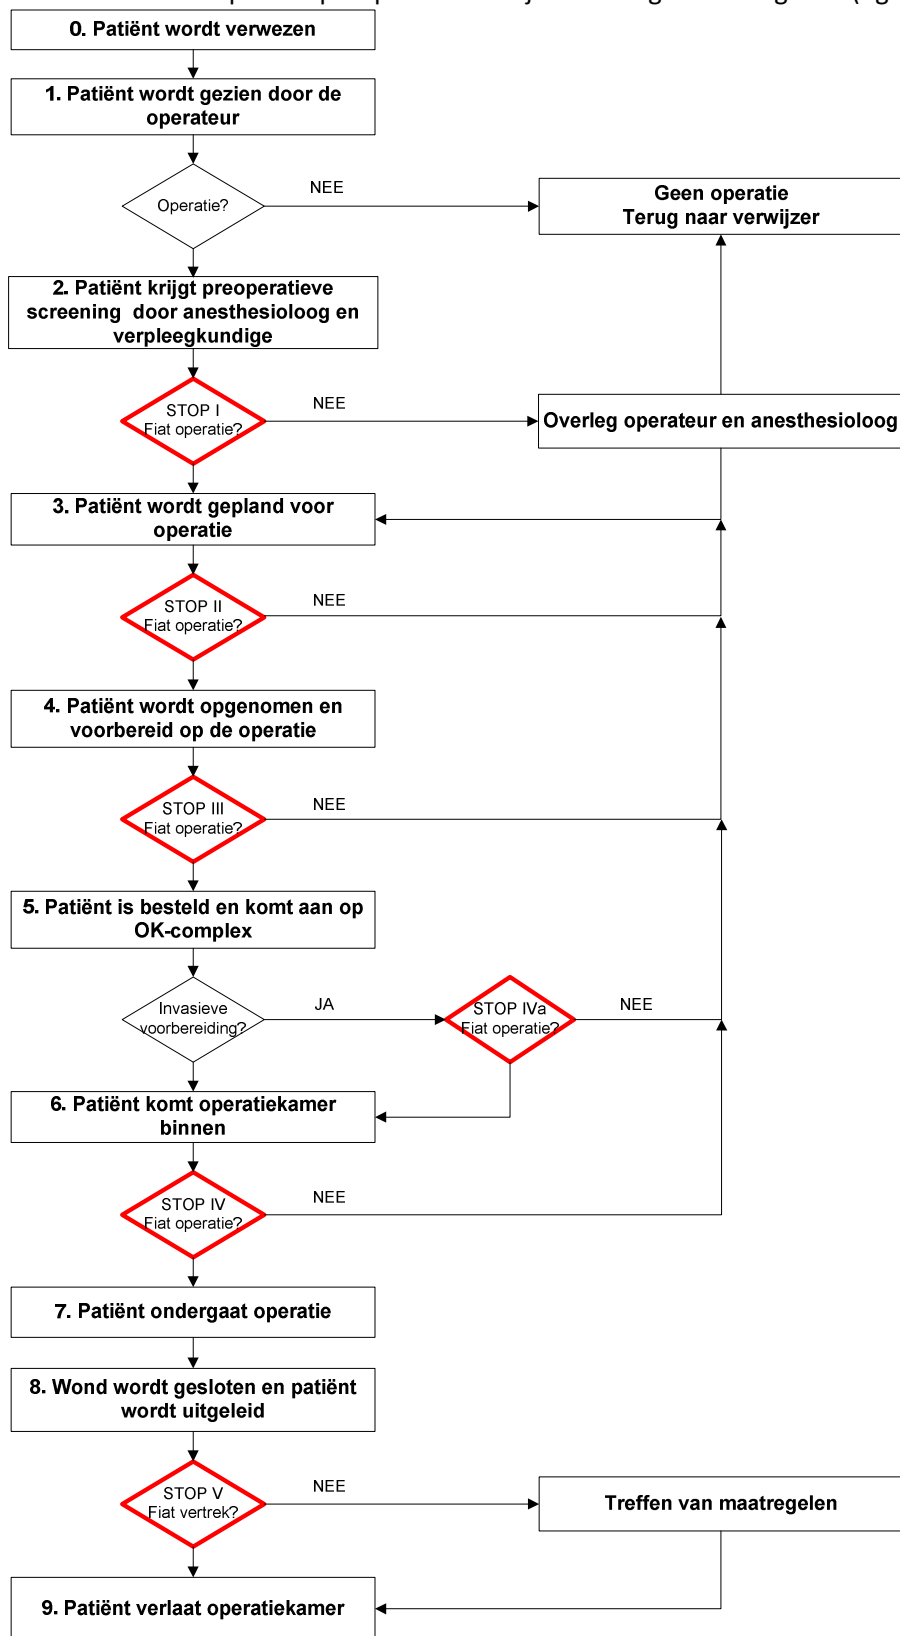 0. Patiënt wordt verwezen
1. Patiënt wordt gezien door de
operateur
Operatie?
NEE
Geen operatie
Terug naar verwijzer
2. Patiënt krijgt preoperatieve
screening door anesthesioloog en
verpleegkundige
STOP I
Fiat operatie?
NEE
Overleg operateur en anesthesioloog
3. Patiënt wordt gepland voor
operatie
STOP II
Fiat operatie?
NEE
4. Patiënt wordt opgenomen en
voorbereid op de operatie
STOP III
Fiat operatie?
NEE
5. Patiënt is besteld en komt aan op
OK-complex
Invasieve
voorbereiding?
JA
STOP IVa
Fiat operatie?
NEE
6. Patiënt komt operatiekamer
binnen
STOP IV
Fiat operatie?
NEE
7. Patiënt ondergaat operatie
8. Wond wordt gesloten en patiënt
wordt uitgeleid
STOP V
Fiat vertrek?
NEE
Treffen van maatregelen
9. Patiënt verlaat operatiekamer